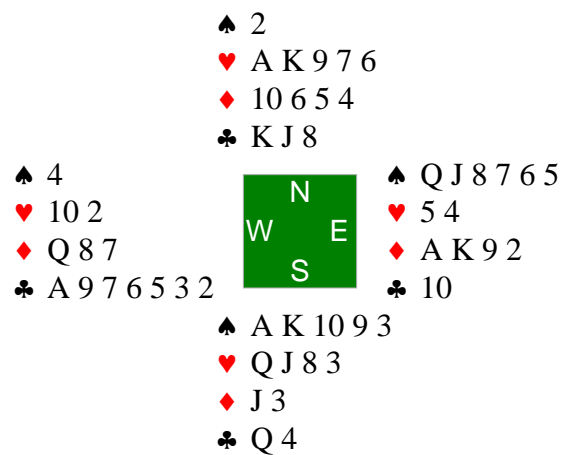 ♠ 2
♥ A K 9 7 6
♦ 10 6 5 4
♣ K J 8
♠ 4
♥ 10 2
♦ Q 8 7
♣ A 9 7 6 5 3 2
N
W E
S
♠ Q J 8 7 6 5
♥ 5 4
♦ A K 9 2
♣ 10
♠ A K 10 9 3
♥ Q J 8 3
♦ J 3
♣ Q 4